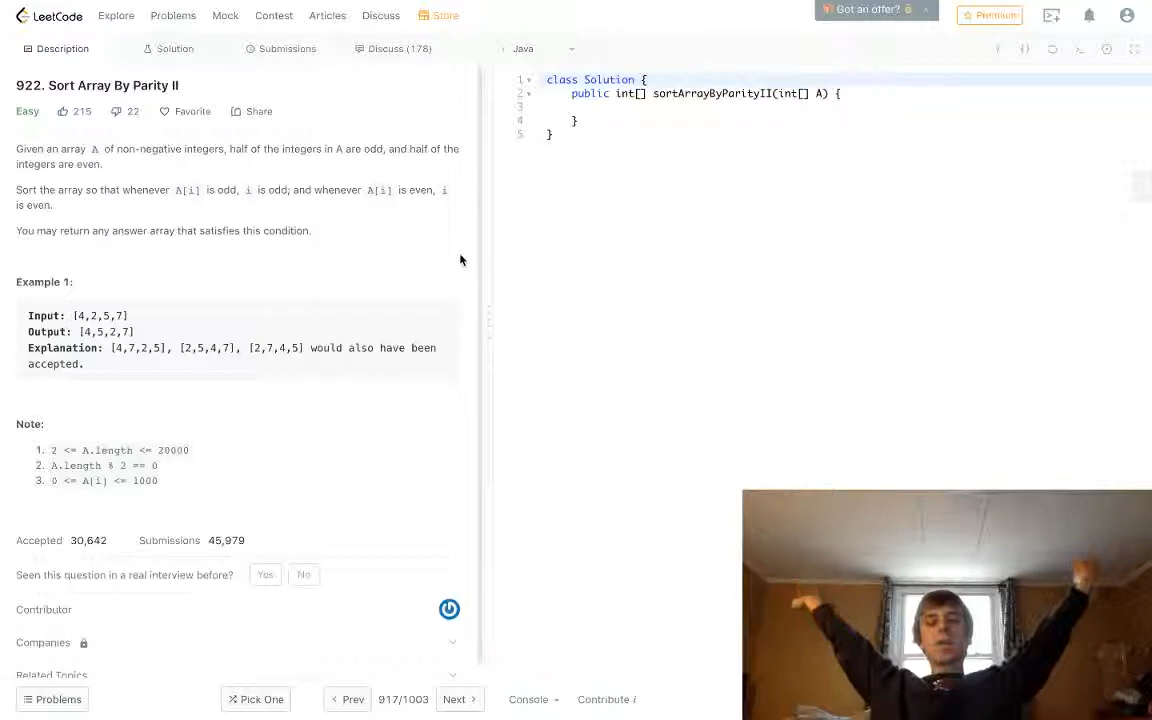 LeetCode Explore Problems Mock Contest Articles Discuss Store Got an offer? × Premium
Description Solution Submissions Discuss (178) Java
922. Sort Array By Parity II
Easy 215 22 Favorite Share
Given an array A of non-negative integers, half of the integers in A are odd, and half of the
integers are even.
Sort the array so that whenever A[i] is odd, i is odd; and whenever A[i] is even, i
is even.
You may return any answer array that satisfies this condition.
Example 1:
Input: [4,2,5,7]
Output: [4,5,2,7]
Explanation: [4,7,2,5], [2,5,4,7], [2,7,4,5] would also have been
accepted.
Note:
1. 2 <= A.length <= 20000
2. A.length % 2 == 0
3. 0 <= A[i] <= 1000
Accepted 30,642 Submissions 45,979
Seen this question in a real interview before? Yes No
Contributor
Companies
Related Topics
Problems Pick One < Prev 917/1003 Next > Console Contribute i
1 class Solution {
2 public int[] sortArrayByParityII(int[] A) {
3
4 }
5 }